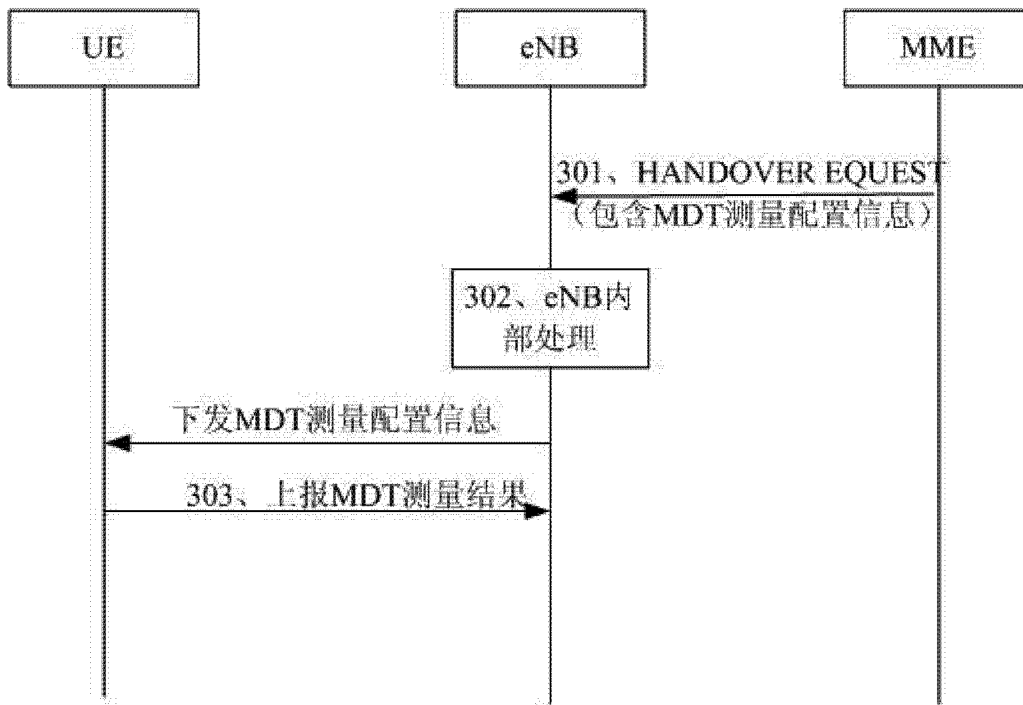 UE
eNB
MME
301、HANDOVER EQUEST
（包含MDT测量配置信息）
302、eNB内
部处理
下发MDT测量配置信息
303、上报MDT测量结果